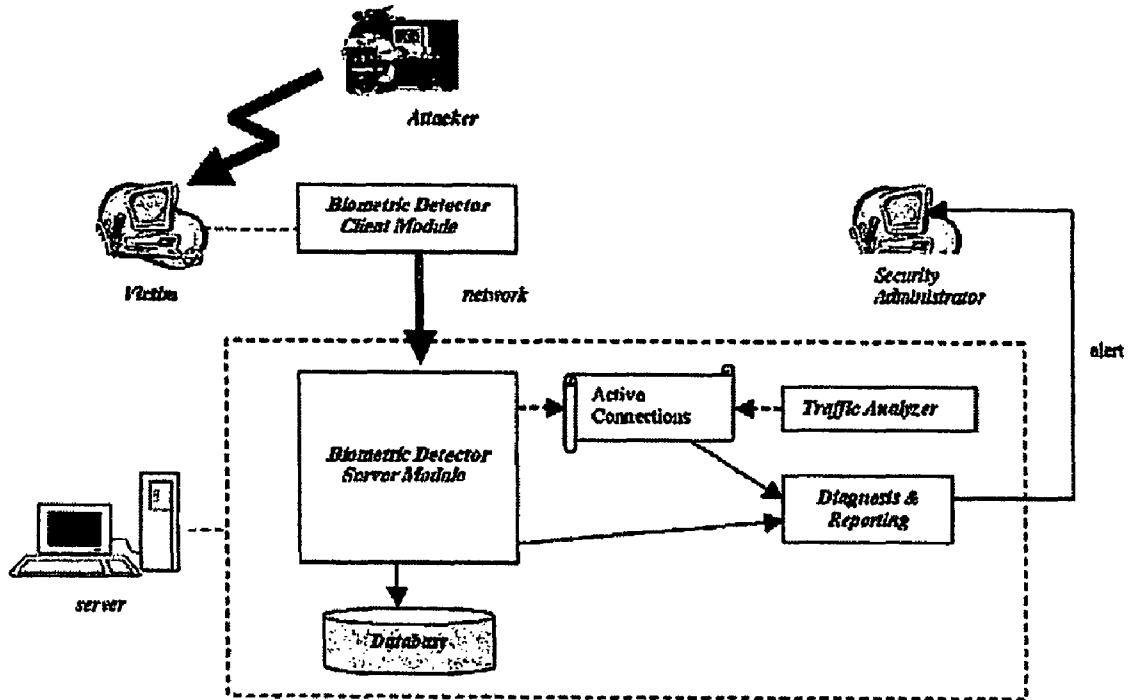 Attacker
Biometric Detector
Client Module
Victim
network
Security
Administrator
alert
Active
Connections
Traffic Analyzer
Biometric Detector
Server Module
Diagnosis &
Reporting
server
Database